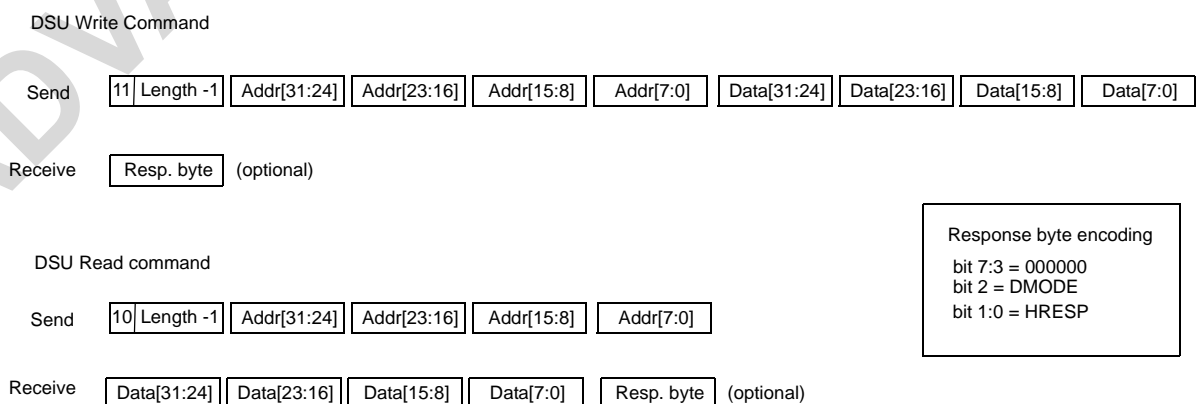 DSU Write Command
Send 11 Length -1 Addr[31:24] Addr[23:16] Addr[15:8] Addr[7:0] Data[31:24] Data[23:16] Data[15:8] Data[7:0]
Receive Resp. byte (optional)
Response byte encoding
bit 7:3 = 000000
bit 2 = DMODE
bit 1:0 = HRESP
DSU Read command
Send 10 Length -1 Addr[31:24] Addr[23:16] Addr[15:8] Addr[7:0]
Receive Data[31:24] Data[23:16] Data[15:8] Data[7:0] Resp. byte (optional)